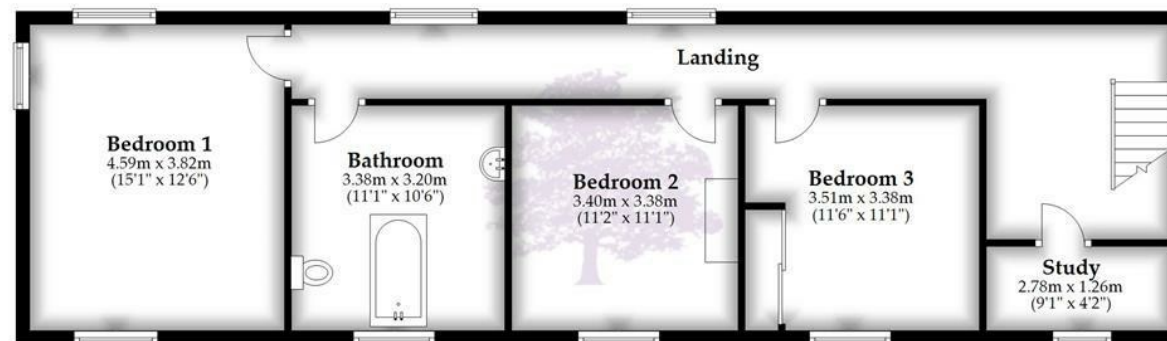 Landing
Bedroom 1
4.59m x 3.82m
(15'1" x 12'6")
Bathroom
3.38m x 3.20m
(11'1" x 10'6")
Bedroom 2
3.40m x 3.38m
(11'2" x 11'1")
Bedroom 3
3.51m x 3.38m
(11'6" x 11'1")
Study
2.78m x 1.26m
(9'1" x 4'2")